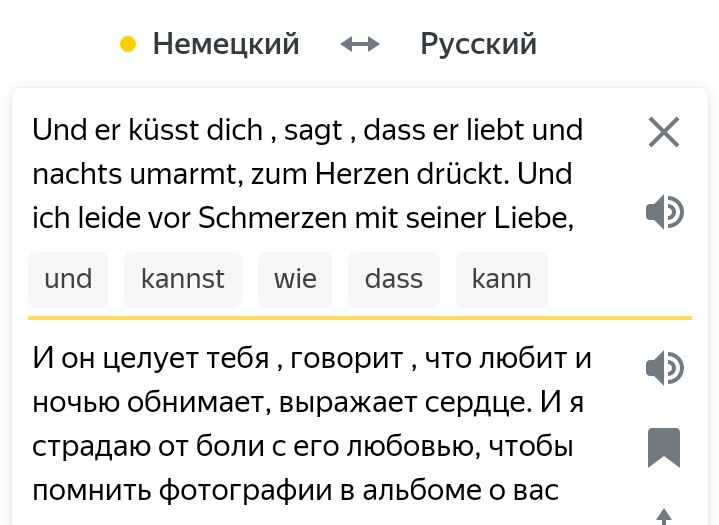 Немецкий Русский
Und er küsst dich , sagt , dass er liebt und
nachts umarmt, zum Herzen drückt. Und
ich leide vor Schmerzen mit seiner Liebe,
und kannst wie dass kann
И он целует тебя , говорит , что любит и
ночью обнимает, выражает сердце. И я
страдаю от боли с его любовью, чтобы
помнить фотографии в альбоме о вас